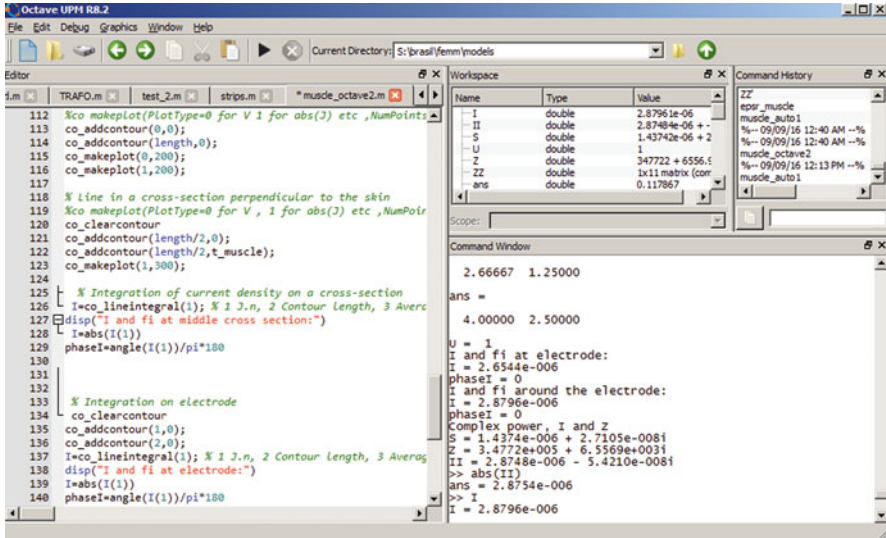 Octave UPM R8.2
File Edit Debug Graphics Window Help
Current Directory: S:\brasil\femm\models
Editor
d.m TRAFO.m test_2.m strips.m * muscle_octave2.m
112 %co makeplot(PlotType=0 for V 1 for abs(J) etc ,NumPoints
113 co_addcontour(0,0);
114 co_addcontour(length,0);
115 co_makeplot(0,200);
116 co_makeplot(1,200);
117
118 % Line in a cross-section perpendicular to the skin
119 %co makeplot(PlotType=0 for V , 1 for abs(J) etc ,NumPoin
120 co_clearcontour
121 co_addcontour(length/2,0);
122 co_addcontour(length/2,t_muscle);
123 co_makeplot(1,300);
124
125 % Integration of current density on a cross-section
126 I=co_lineintegral(1); % 1 J.n, 2 Contour length, 3 Avera
127 disp("I and fi at middle cross section:")
128 I=abs(I(1))
129 phaseI=angle(I(1))/pi*180
130
131
132
133 % Integration on electrode
134 co_clearcontour
135 co_addcontour(1,0);
136 co_addcontour(2,0);
137 I=co_lineintegral(1); % 1 J.n, 2 Contour length, 3 Averag
138 disp("I and fi at electrode:")
139 I=abs(I(1))
140 phaseI=angle(I(1))/pi*180
Workspace
Name Type Value
I double 2.87961e-06
II double 2.87484e-06 + -
S double 1.43742e-06 + 2
U double 1
Z double 347722 + 6556.9
ZZ double 1x11 matrix (com
ans double 0.117867
Scope:
Command History
ZZ'
epsr_muscle
muscle_auto1
%-- 09/09/16 12:40 AM --%
%-- 09/09/16 12:40 AM --%
muscle_octave2
%-- 09/09/16 12:13 PM --%
muscle_auto1
Command Window
2.66667 1.25000
ans =
4.00000 2.50000
U = 1
I and fi at electrode:
I = 2.6544e-006
phaseI = 0
I and fi around the electrode:
I = 2.8796e-006
phaseI = 0
Complex power, I and Z
S = 1.4374e-006 + 2.7105e-008i
Z = 3.4772e+005 + 6.5569e+003i
II = 2.8748e-006 - 5.4210e-008i
>> abs(II)
ans = 2.8754e-006
>> I
I = 2.8796e-006